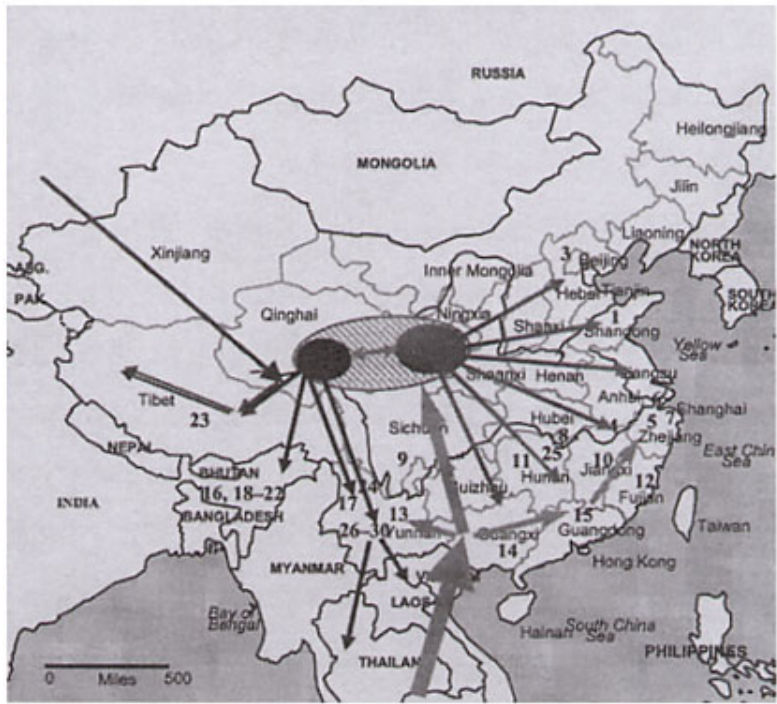 RUSSIA
Heilongjiang
MONGOLIA
Jilin
Liaoning
NORTH
KOREA
Xinjiang
3
Beijing
Inner Mongolia
AFG.
PAK.
Hebei
Tianjin
SOUTH
KOREA
Qinghai
Ningxia
1
Shanxi
Shandong
Yellow
Sea
Shaanxi
Henan
Jiangsu
Tibet
23
Anhui
Shanghai
Hubei
4
5
7
Sichuan
8
Zhejiang
NEPAL
East China
Sea
9
11
25
10
BHUTAN
Hunan
Jiangxi
12
INDIA
16, 18–22
24
Guizhou
Fujian
BANGLADESH
17
13
15
26–30
Yunnan
Guangxi
Guangdong
Taiwan
14
MYANMAR
Hong Kong
LAOS
Bay of
Bengal
Hainan
South China
Sea
PHILIPPINES
THAILAN
0
Miles
500